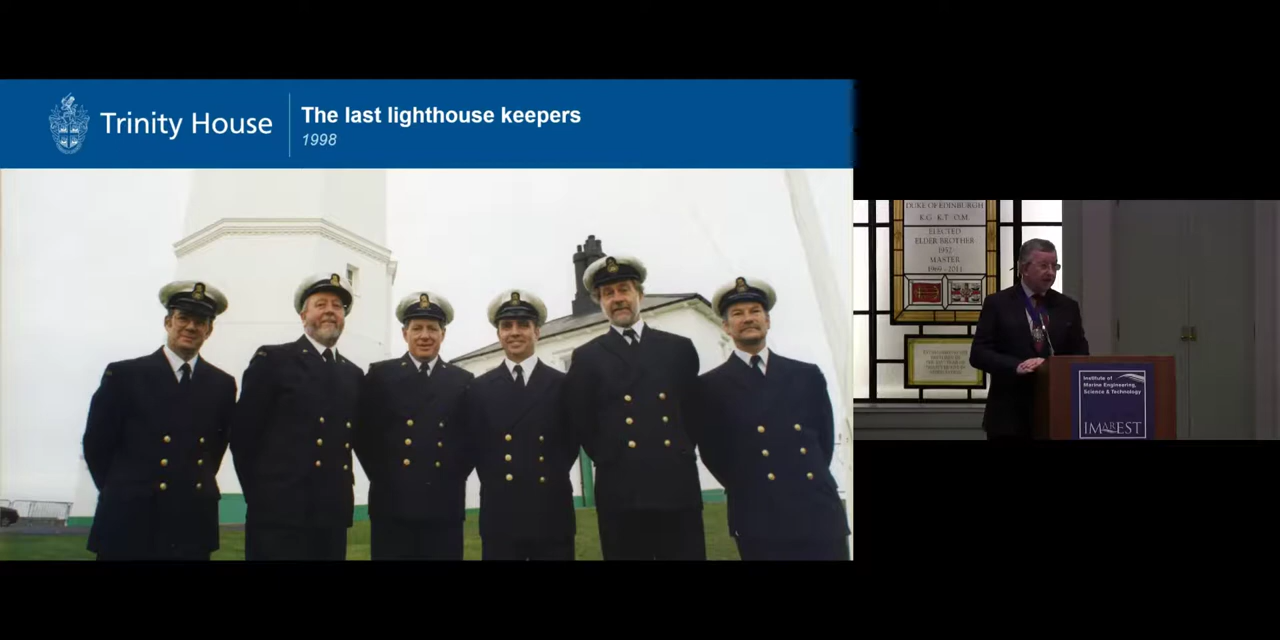 Trinity House
The last lighthouse keepers
1998
DUKE OF EDINBURGH
K.G. K.T. O.M.
ELECTED
ELDER BROTHER
1952
MASTER
1969 - 2011
Institute of
Marine Engineering,
Science & Technology
IMarEST